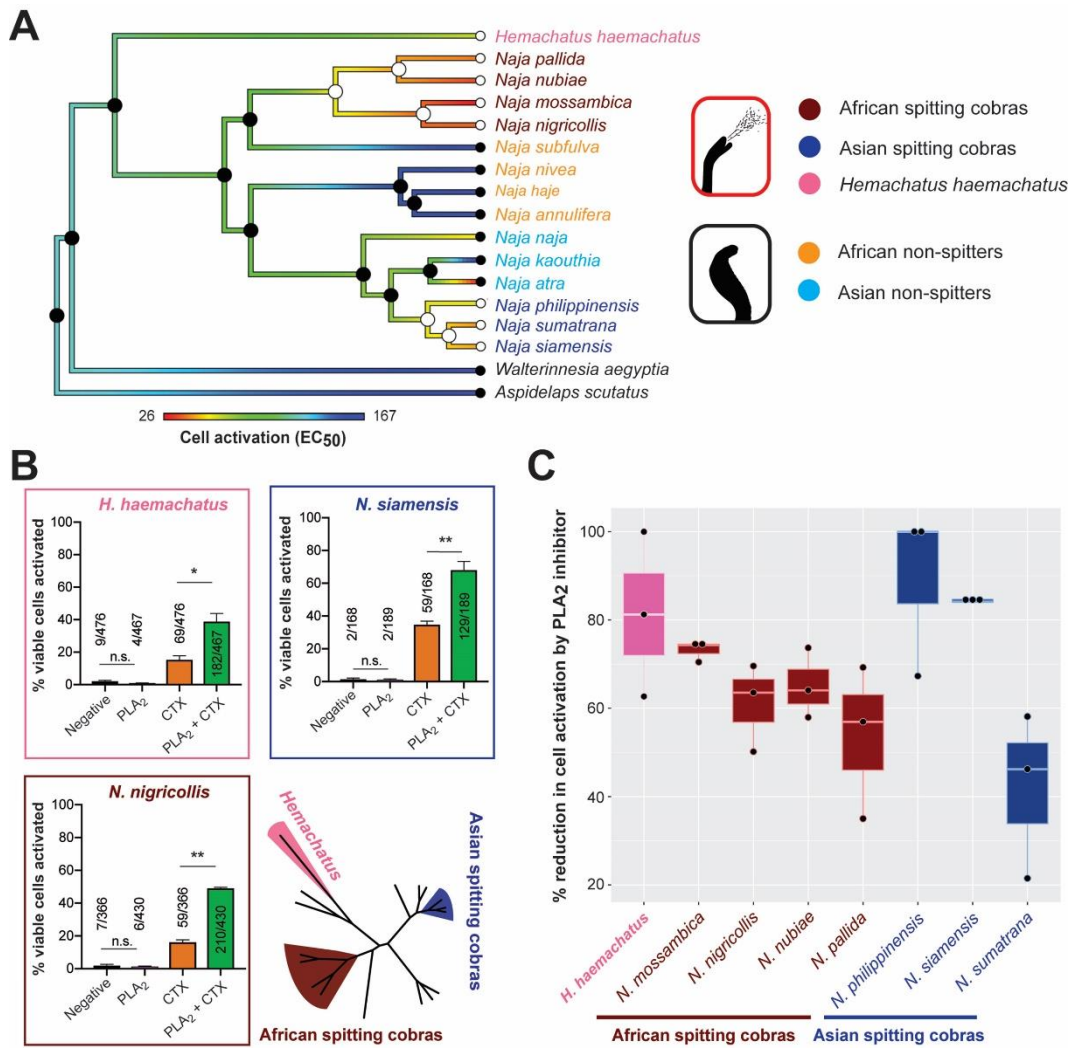 A
Hemachatus haemachatus
Naja pallida
Naja nubiae
Naja mossambica
Naja nigricollis
Naja subfulva
Naja nivea
Naja haje
Naja annulifera
Naja naja
Naja kaouthia
Naja atra
Naja philippinensis
Naja sumatrana
Naja siamensis
Walterinnesia aegyptia
Aspidelaps scutatus
26 167
Cell activation (EC50)
African spitting cobras
Asian spitting cobras
Hemachatus haemachatus
African non-spitters
Asian non-spitters
B
H. haemachatus
% viable cells activated
100
80
60
40
20
0
9/476
4/467
69/476
182/467
n.s.
*
Negative
PLA2
CTX
PLA2 + CTX
N. siamensis
% viable cells activated
100
80
60
40
20
0
2/168
2/189
59/168
129/189
n.s.
**
Negative
PLA2
CTX
PLA2 + CTX
N. nigricollis
% viable cells activated
100
80
60
40
20
0
7/366
6/430
59/366
210/430
n.s.
**
Negative
PLA2
CTX
PLA2 + CTX
Hemachatus
Asian spitting cobras
African spitting cobras
C
% reduction in cell activation by PLA2 inhibitor
100
80
60
40
20
H. haemachatus
N. mossambica
N. nigricollis
N. nubiae
N. pallida
N. philippinensis
N. siamensis
N. sumatrana
African spitting cobras
Asian spitting cobras